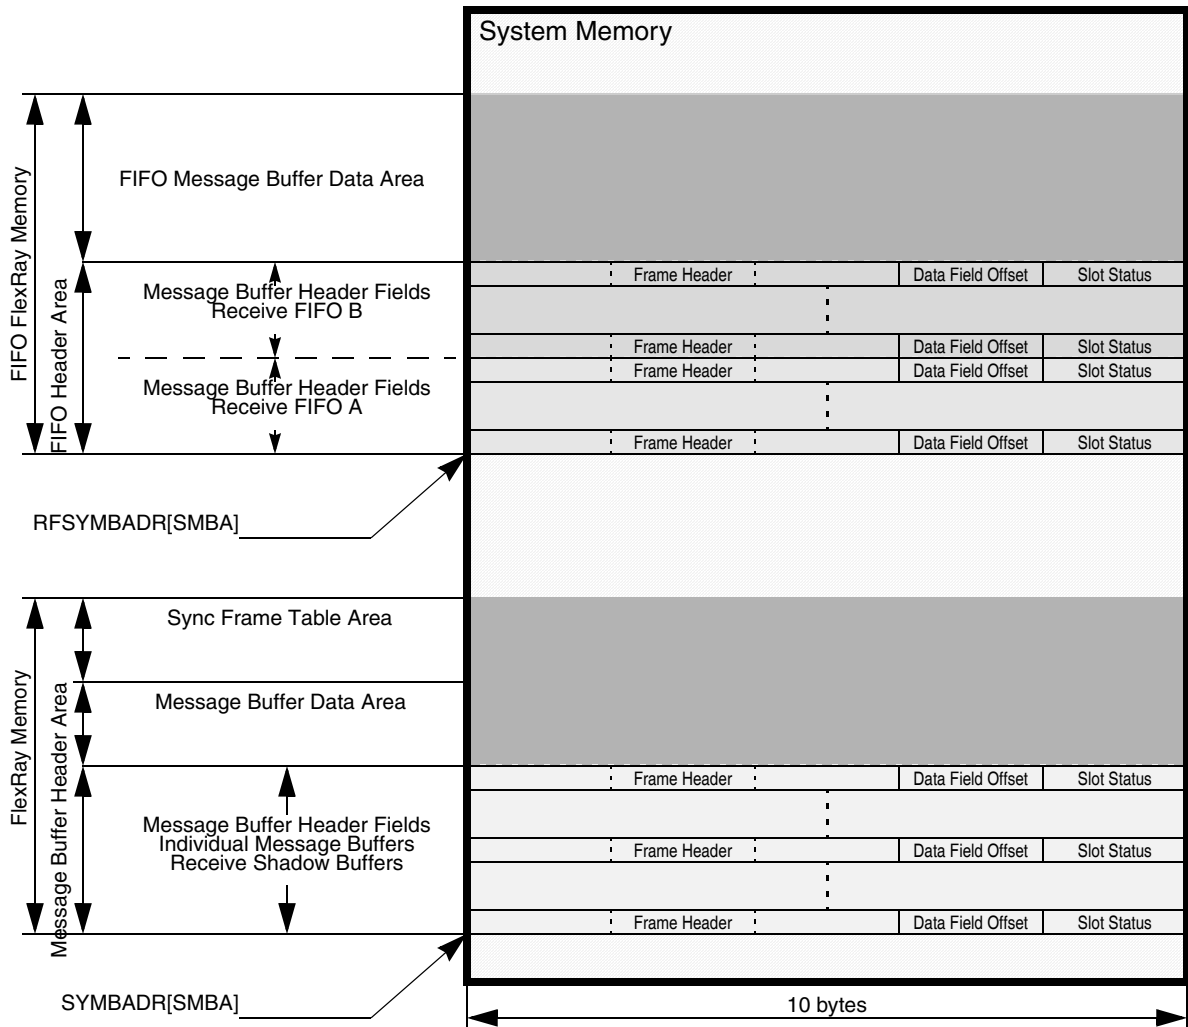 System Memory
FIFO FlexRay Memory
FIFO Message Buffer Data Area
FIFO Header Area
Message Buffer Header Fields
Receive FIFO B
Frame Header Data Field Offset Slot Status
Frame Header Data Field Offset Slot Status
Message Buffer Header Fields
Receive FIFO A
Frame Header Data Field Offset Slot Status
Frame Header Data Field Offset Slot Status
RFSYMBADR[SMBA]
FlexRay Memory
Sync Frame Table Area
Message Buffer Data Area
Message Buffer Header Area
Message Buffer Header Fields
Individual Message Buffers
Receive Shadow Buffers
Frame Header Data Field Offset Slot Status
Frame Header Data Field Offset Slot Status
Frame Header Data Field Offset Slot Status
SYMBADR[SMBA]
10 bytes